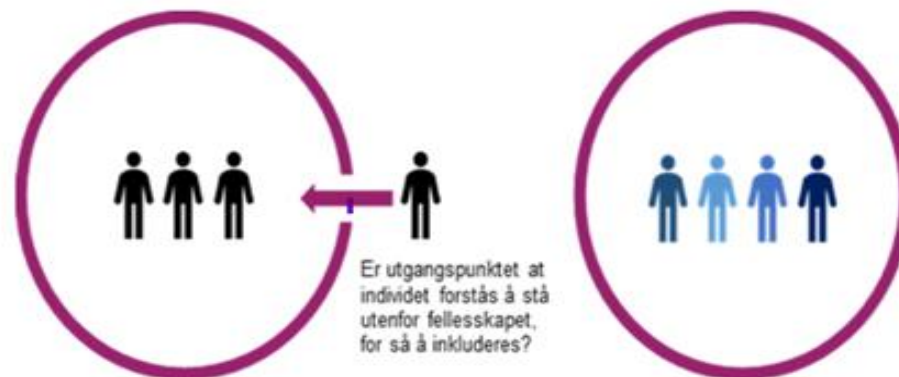 Er utgangspunktet at
individet forstås å stå
utenfor fellesskapet,
for så å inkluderes?